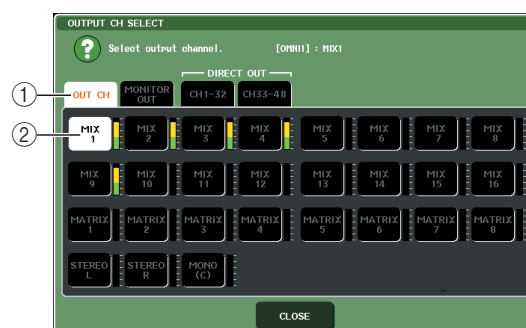 OUTPUT CH SELECT
Select output channel. [OMNI1] : MIX1
DIRECT OUT
1 OUT CH MONITOR OUT CH1-32 CH33-48
2 MIX 1 MIX 2 MIX 3 MIX 4 MIX 5 MIX 6 MIX 7 MIX 8
MIX 9 MIX 10 MIX 11 MIX 12 MIX 13 MIX 14 MIX 15 MIX 16
MATRIX 1 MATRIX 2 MATRIX 3 MATRIX 4 MATRIX 5 MATRIX 6 MATRIX 7 MATRIX 8
STEREO L STEREO R MONO (C)
CLOSE